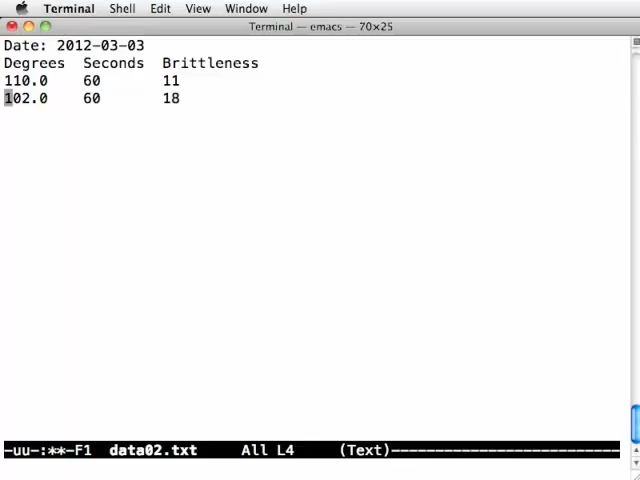 Terminal Shell Edit View Window Help
Terminal — emacs — 70×25
Date: 2012-03-03
Degrees Seconds Brittleness
110.0 60 11
102.0 60 18
-uu-:**-F1 data02.txt All L4 (Text)--------------------------